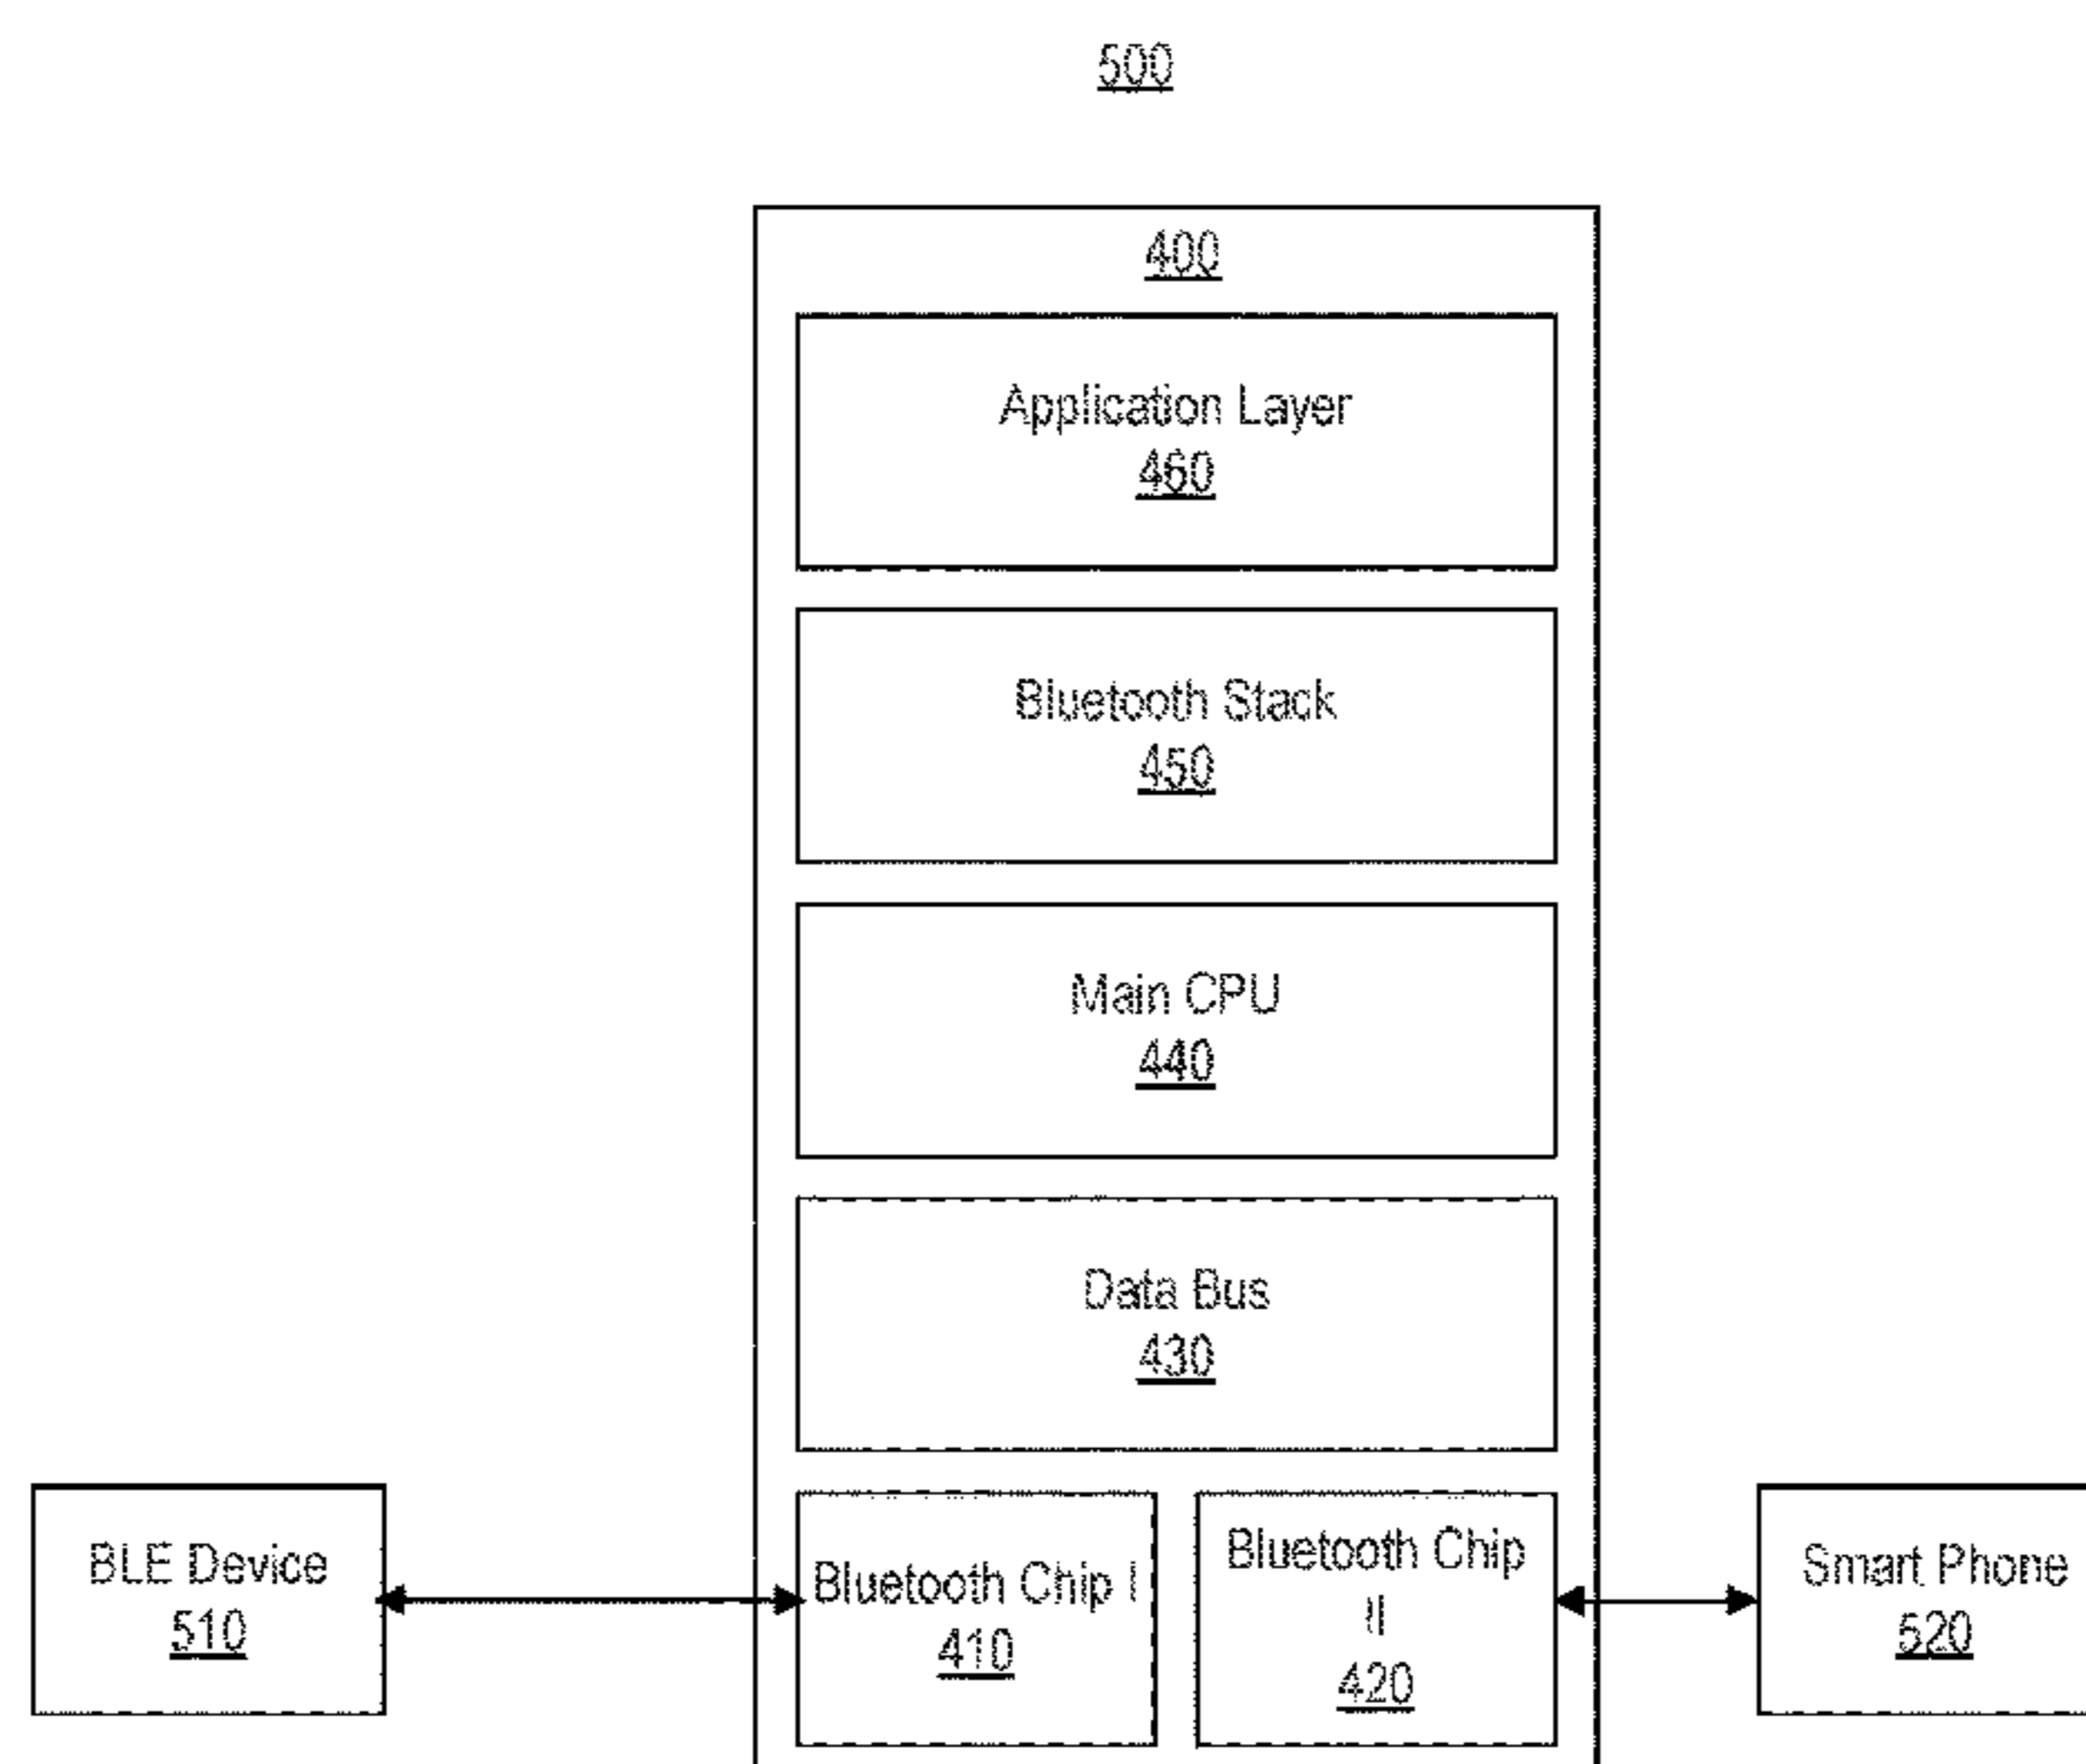 500
400
Application Layer
460
Bluetooth Stack
450
Main CPU
440
Data Bus
430
BLE Device
510
Bluetooth Chip I
410
Bluetooth Chip
II
420
Smart Phone
520